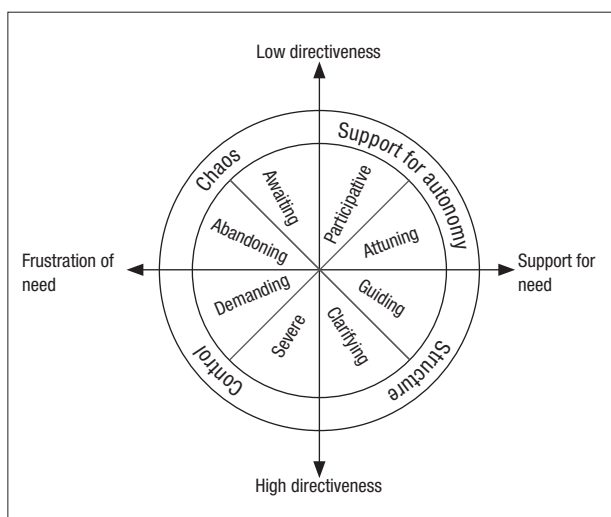 Low directiveness
Chaos
Support for autonomy
Awaiting
Participative
Abandoning
Attuning
Frustration of
need
Support for
need
Demanding
Guiding
Severe
Clarifying
Control
Structure
High directiveness